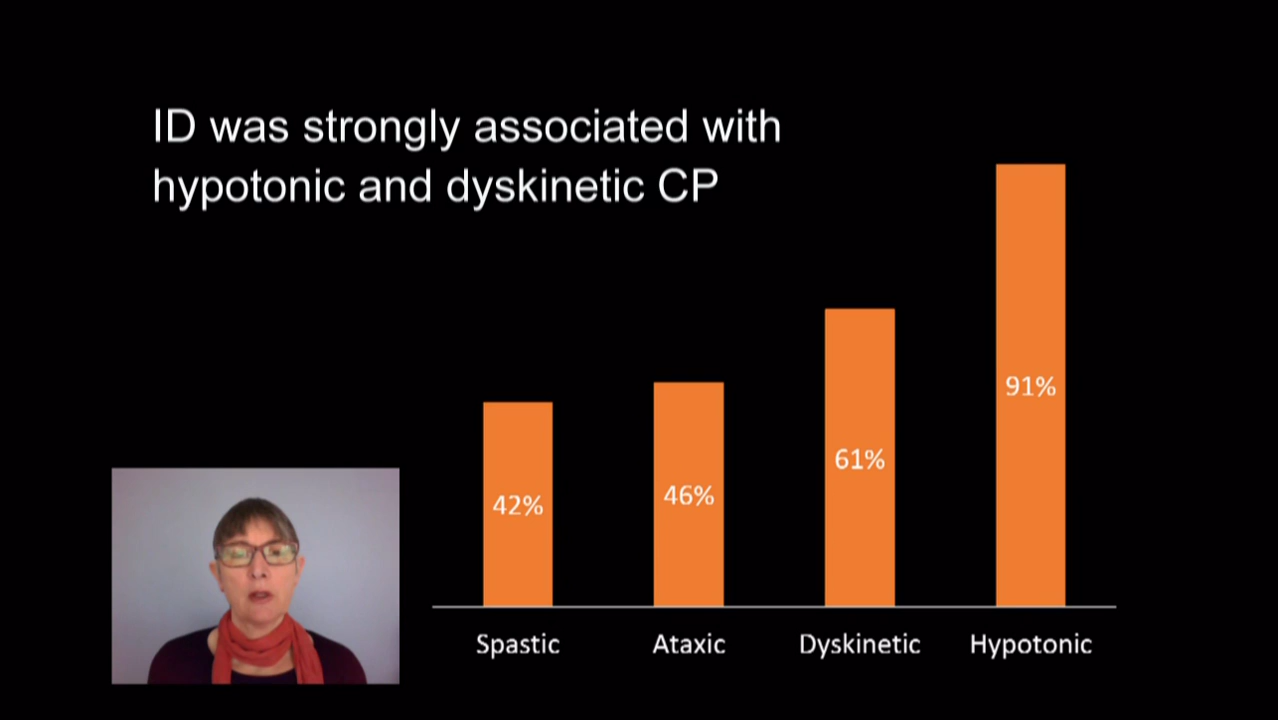 ID was strongly associated with
hypotonic and dyskinetic CP
42%
46%
61%
91%
Spastic
Ataxic
Dyskinetic
Hypotonic